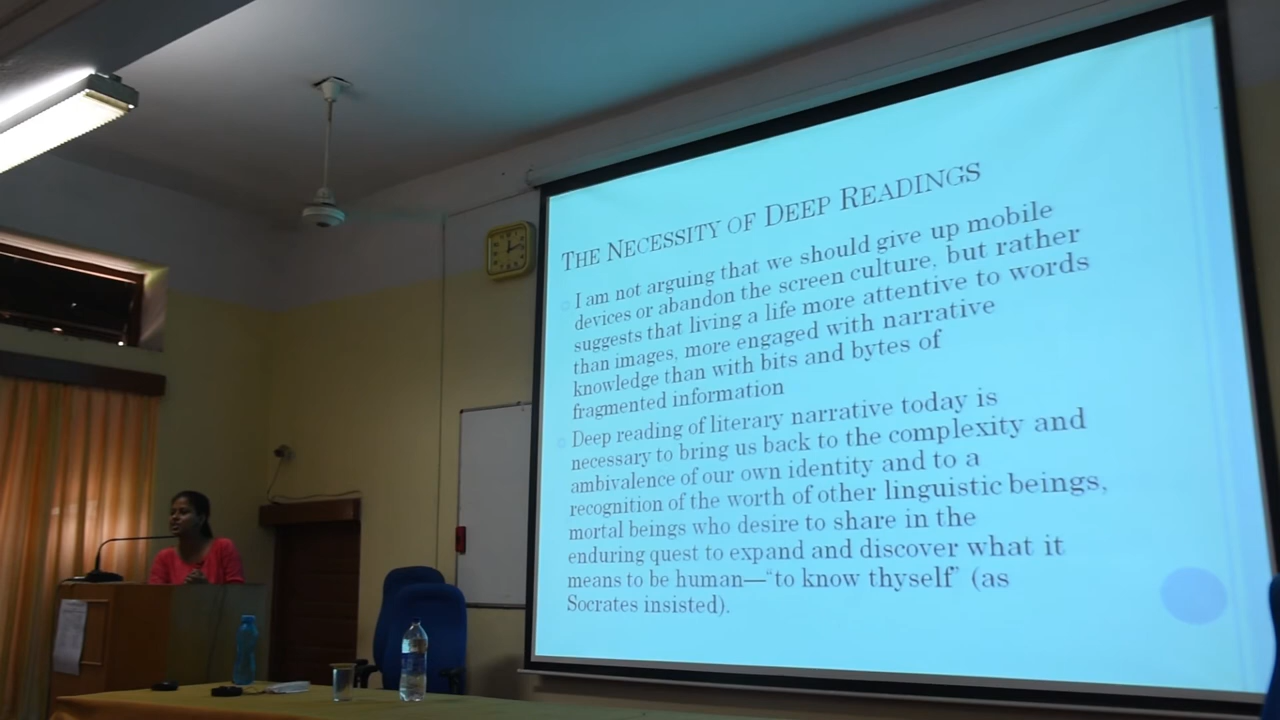 THE NECESSITY OF DEEP READINGS
I am not arguing that we should give up mobile
devices or abandon the screen culture, but rather
suggests that living a life more attentive to words
than images, more engaged with narrative
knowledge than with bits and bytes of
fragmented information
Deep reading of literary narrative today is
necessary to bring us back to the complexity and
ambivalence of our own identity and to a
recognition of the worth of other linguistic beings,
mortal beings who desire to share in the
enduring quest to expand and discover what it
means to be human—“to know thyself” (as
Socrates insisted).